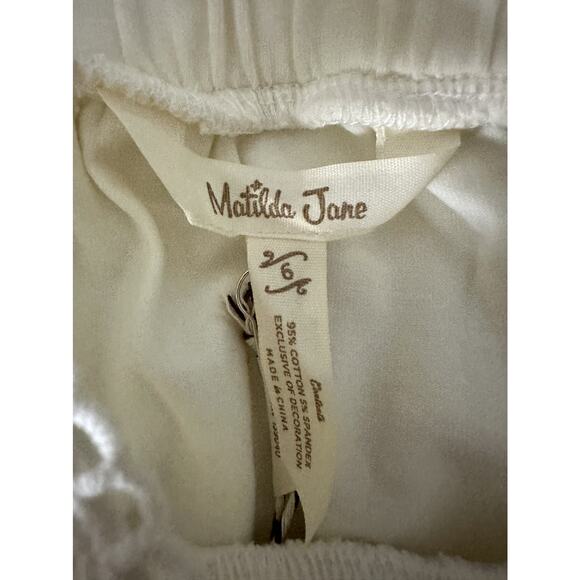 Matilda Jane
6
Contents
95% COTTON 5% SPANDEX
EXCLUSIVE OF DECORATION
MADE IN CHINA